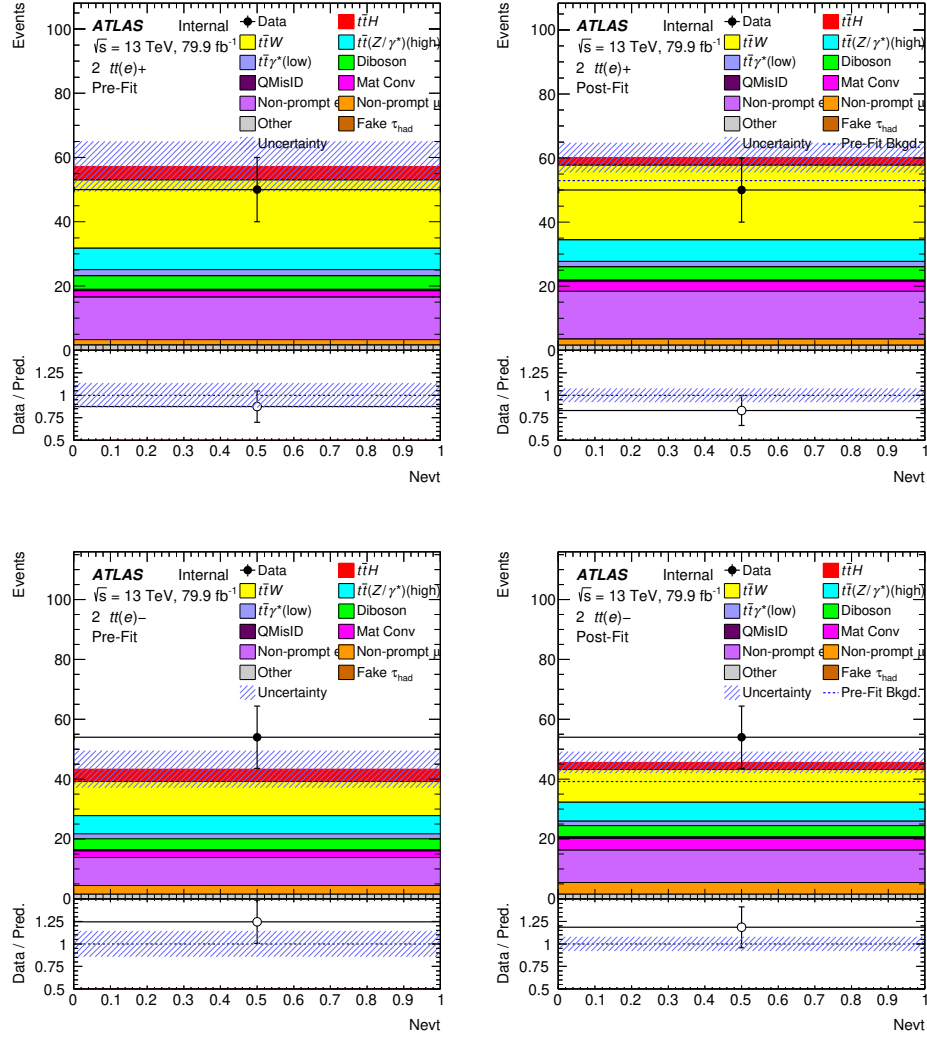 Events
ATLAS Internal
√s = 13 TeV, 79.9 fb⁻¹
2 tt(e)+
Pre-Fit
Data
tt̄H
tt̄W
tt̄(Z/γ*)(high)
tt̄γ*(low)
Diboson
QMisID
Mat Conv
Non-prompt e
Non-prompt μ
Other
Fake τhad
Uncertainty
100
80
60
40
20
0
Data / Pred.
1.25
1
0.75
0.5
0 0.1 0.2 0.3 0.4 0.5 0.6 0.7 0.8 0.9 1
Nevt
Events
ATLAS Internal
√s = 13 TeV, 79.9 fb⁻¹
2 tt(e)+
Post-Fit
Data
tt̄H
tt̄W
tt̄(Z/γ*)(high)
tt̄γ*(low)
Diboson
QMisID
Mat Conv
Non-prompt e
Non-prompt μ
Other
Fake τhad
Uncertainty
Pre-Fit Bkgd.
100
80
60
40
20
0
Data / Pred.
1.25
1
0.75
0.5
0 0.1 0.2 0.3 0.4 0.5 0.6 0.7 0.8 0.9 1
Nevt
Events
ATLAS Internal
√s = 13 TeV, 79.9 fb⁻¹
2 tt(e)−
Pre-Fit
Data
tt̄H
tt̄W
tt̄(Z/γ*)(high)
tt̄γ*(low)
Diboson
QMisID
Mat Conv
Non-prompt e
Non-prompt μ
Other
Fake τhad
Uncertainty
100
80
60
40
20
0
Data / Pred.
1.25
1
0.75
0.5
0 0.1 0.2 0.3 0.4 0.5 0.6 0.7 0.8 0.9 1
Nevt
Events
ATLAS Internal
√s = 13 TeV, 79.9 fb⁻¹
2 tt(e)−
Post-Fit
Data
tt̄H
tt̄W
tt̄(Z/γ*)(high)
tt̄γ*(low)
Diboson
QMisID
Mat Conv
Non-prompt e
Non-prompt μ
Other
Fake τhad
Uncertainty
Pre-Fit Bkgd.
100
80
60
40
20
0
Data / Pred.
1.25
1
0.75
0.5
0 0.1 0.2 0.3 0.4 0.5 0.6 0.7 0.8 0.9 1
Nevt